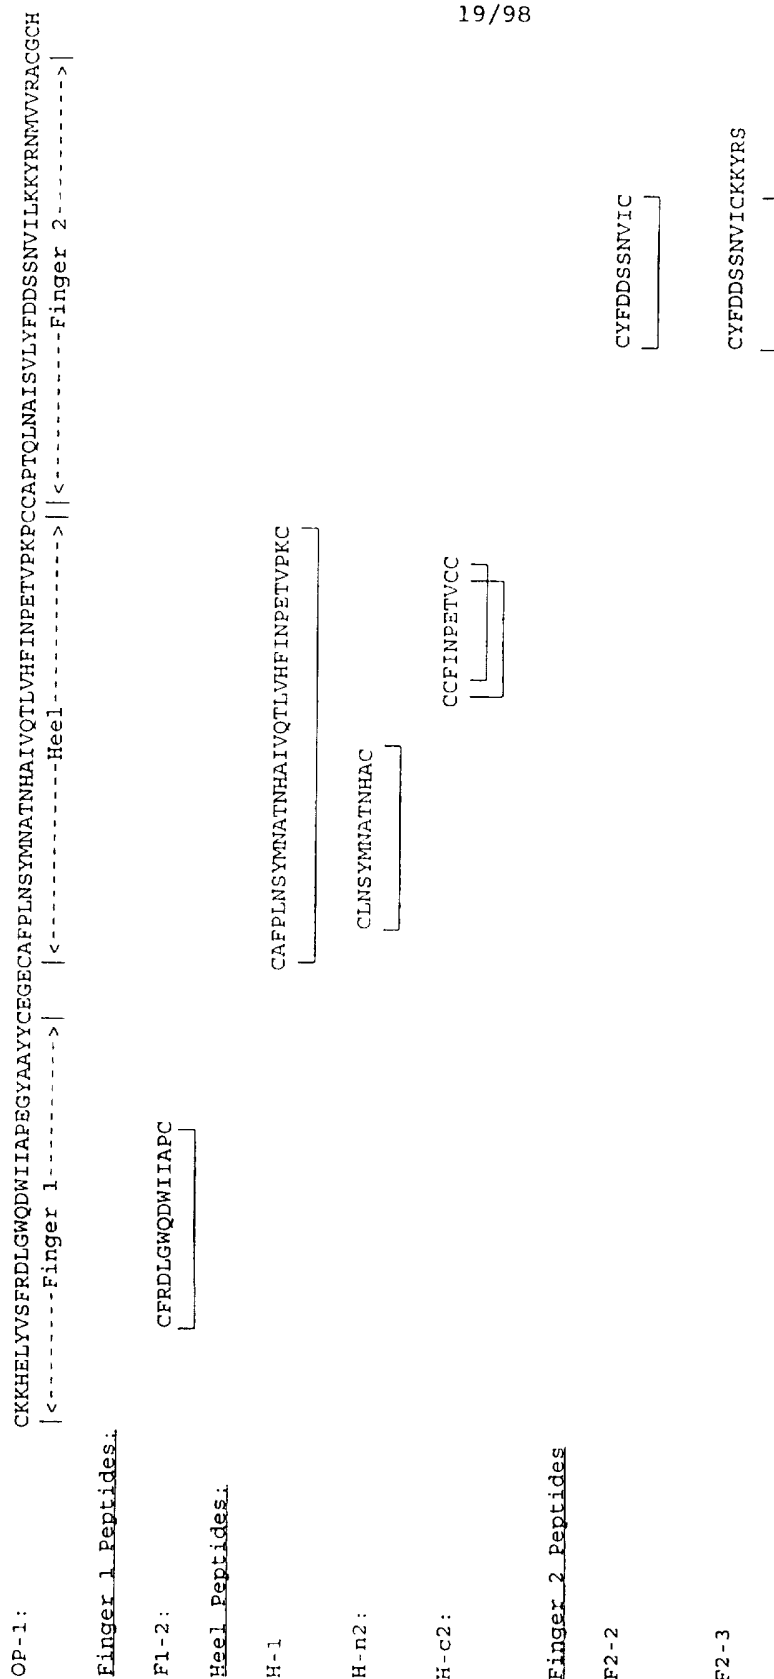 19/98
OP-1: CKKHELYVSFRDLGWQDWIIAPEGYAAYYCEGECAFPLNSYMNATNHAIVQTLVHFINPETVPKPCCAPTQLNAISVLYFDDSSNVILKKYRNMVVRACGCH
|<--------Finger 1---------->| |<------------Heel------------>||<----------Finger 2---------->|
Finger 1 Peptides:
F1-2: CFRDLGWQDWIIAPC
Heel Peptides:
H-1 CAFPLNSYMNATNHAIVQTLVHFINPETVPKC
H-n2: CLNSYMNATNHAC
H-c2: CCFINPETVCC
Finger 2 Peptides
F2-2 CYFDDSSNVIC
F2-3 CYFDDSSNVICKKYRS